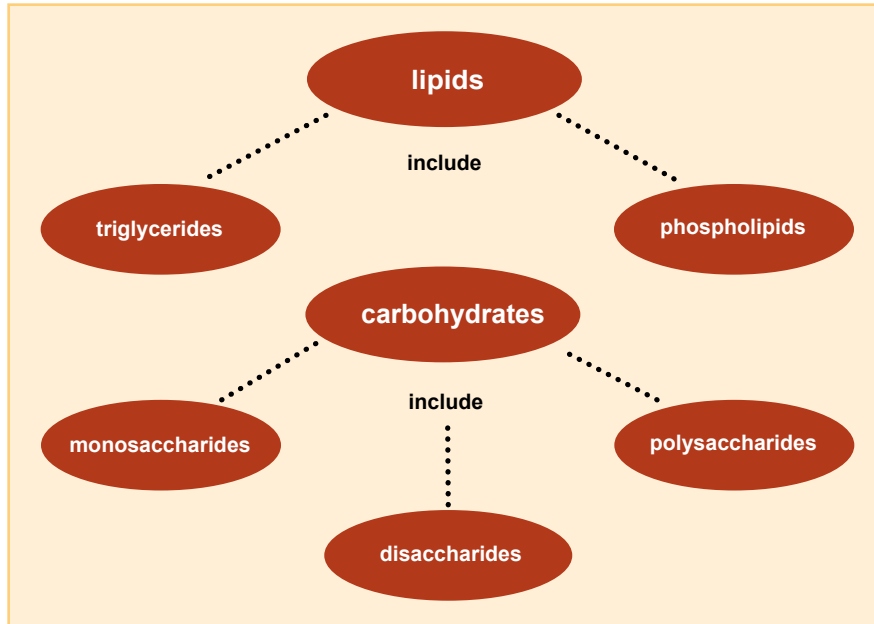 lipids
include
triglycerides
phospholipids
carbohydrates
include
monosaccharides
polysaccharides
disaccharides